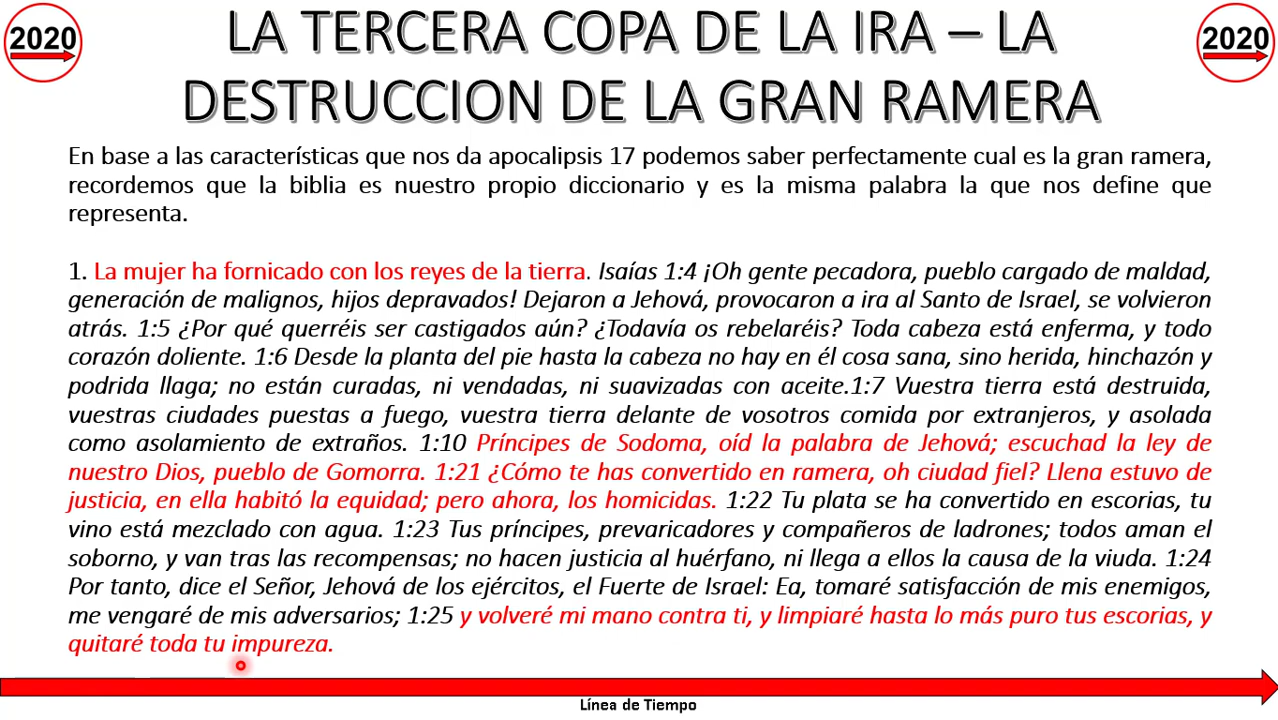 2020
LA TERCERA COPA DE LA IRA – LA
2020
DESTRUCCION DE LA GRAN RAMERA
En base a las características que nos da apocalipsis 17 podemos saber perfectamente cual es la gran ramera,
recordemos que la biblia es nuestro propio diccionario y es la misma palabra la que nos define que
representa.
1. La mujer ha fornicado con los reyes de la tierra. Isaías 1:4 ¡Oh gente pecadora, pueblo cargado de maldad,
generación de malignos, hijos depravados! Dejaron a Jehová, provocaron a ira al Santo de Israel, se volvieron
atrás. 1:5 ¿Por qué querréis ser castigados aún? ¿Todavía os rebelaréis? Toda cabeza está enferma, y todo
corazón doliente. 1:6 Desde la planta del pie hasta la cabeza no hay en él cosa sana, sino herida, hinchazón y
podrida llaga; no están curadas, ni vendadas, ni suavizadas con aceite.1:7 Vuestra tierra está destruida,
vuestras ciudades puestas a fuego, vuestra tierra delante de vosotros comida por extranjeros, y asolada
como asolamiento de extraños. 1:10 Príncipes de Sodoma, oíd la palabra de Jehová; escuchad la ley de
nuestro Dios, pueblo de Gomorra. 1:21 ¿Cómo te has convertido en ramera, oh ciudad fiel? Llena estuvo de
justicia, en ella habitó la equidad; pero ahora, los homicidas. 1:22 Tu plata se ha convertido en escorias, tu
vino está mezclado con agua. 1:23 Tus príncipes, prevaricadores y compañeros de ladrones; todos aman el
soborno, y van tras las recompensas; no hacen justicia al huérfano, ni llega a ellos la causa de la viuda. 1:24
Por tanto, dice el Señor, Jehová de los ejércitos, el Fuerte de Israel: Ea, tomaré satisfacción de mis enemigos,
me vengaré de mis adversarios; 1:25 y volveré mi mano contra ti, y limpiaré hasta lo más puro tus escorias, y
quitaré toda tu impureza.
Línea de Tiempo